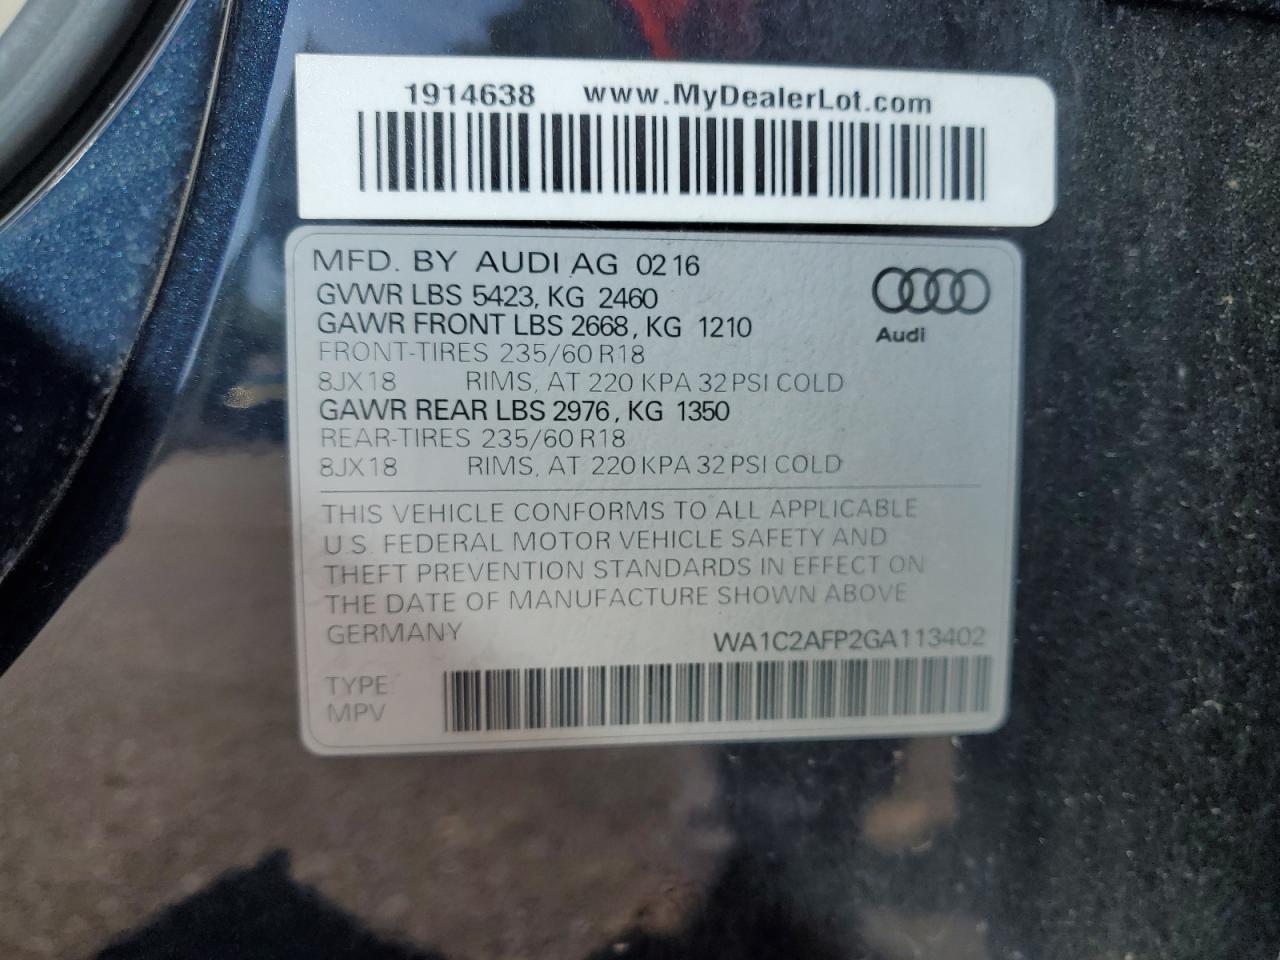 1914638 www.MyDealerLot.com
MFD. BY AUDI AG 0216
GVWR LBS 5423, KG 2460
GAWR FRONT LBS 2668, KG 1210
FRONT-TIRES 235/60 R18
8JX18 RIMS, AT 220 KPA 32 PSI COLD
GAWR REAR LBS 2976, KG 1350
REAR-TIRES 235/60 R18
8JX18 RIMS, AT 220 KPA 32 PSI COLD
Audi
THIS VEHICLE CONFORMS TO ALL APPLICABLE
U.S. FEDERAL MOTOR VEHICLE SAFETY AND
THEFT PREVENTION STANDARDS IN EFFECT ON
THE DATE OF MANUFACTURE SHOWN ABOVE
GERMANY WA1C2AFP2GA113402
TYPE:
MPV